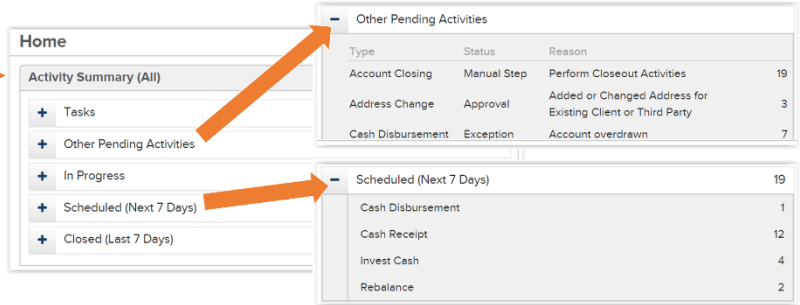 Home
Activity Summary (All)
Tasks
Other Pending Activities
In Progress
Scheduled (Next 7 Days)
Closed (Last 7 Days)
Other Pending Activities
Type Status Reason
Account Closing Manual Step Perform Closeout Activities 19
Address Change Approval Added or Changed Address for Existing Client or Third Party 3
Cash Disbursement Exception Account overdrawn 7
Scheduled (Next 7 Days) 19
Cash Disbursement 1
Cash Receipt 12
Invest Cash 4
Rebalance 2